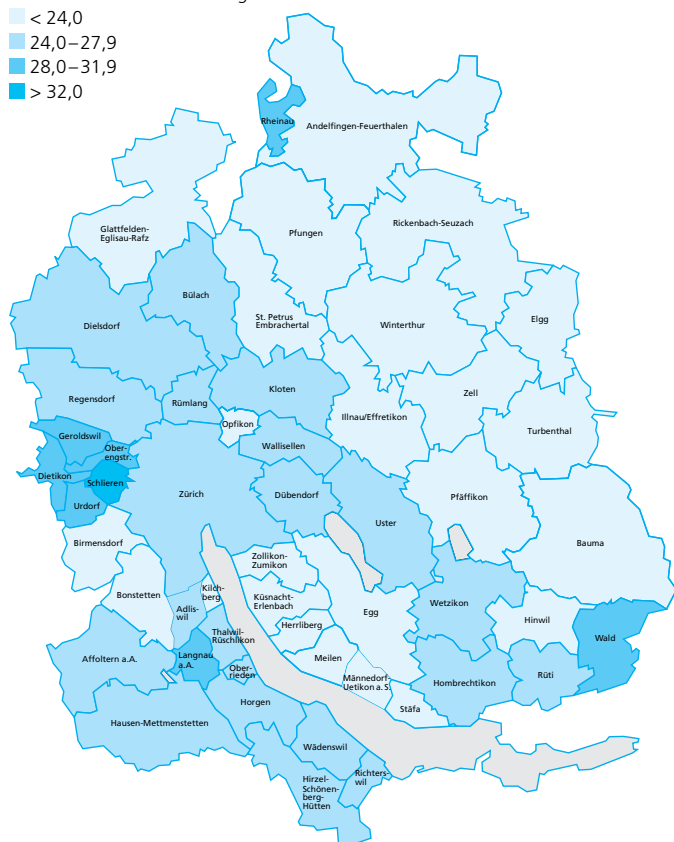 < 24,0
24,0–27,9
28,0–31,9
> 32,0
Rheinau
Andelfingen-Feuerthalen
Glattfelden-
Eglisau-Rafz
Pfungen
Rickenbach-Seuzach
Bülach
Dielsdorf
St. Petrus
Embrachertal
Winterthur
Elgg
Regensdorf
Rümlang
Kloten
Opfikon
Illnau/Effretikon
Zell
Turbenthal
Geroldswil
Ober-
engstr.
Wallisellen
Dietikon
Schlieren
Urdorf
Zürich
Dübendorf
Uster
Pfäffikon
Birmensdorf
Bauma
Zollikon-
Zumikon
Bonstetten
Kilch-
berg
Küsnacht-
Erlenbach
Adlis-
wil
Egg
Wetzikon
Hinwil
Herrliberg
Thalwil-
Rüschlikon
Wald
Affoltern a.A.
Langnau
a.A.
Meilen
Ober-
rieden
Männedorf-
Uetikon a. S.
Hombrechtikon
Rüti
Horgen
Stäfa
Hausen-Mettmenstetten
Wädenswil
Hirzel-
Schönen-
berg-
Hütten
Richters-
wil